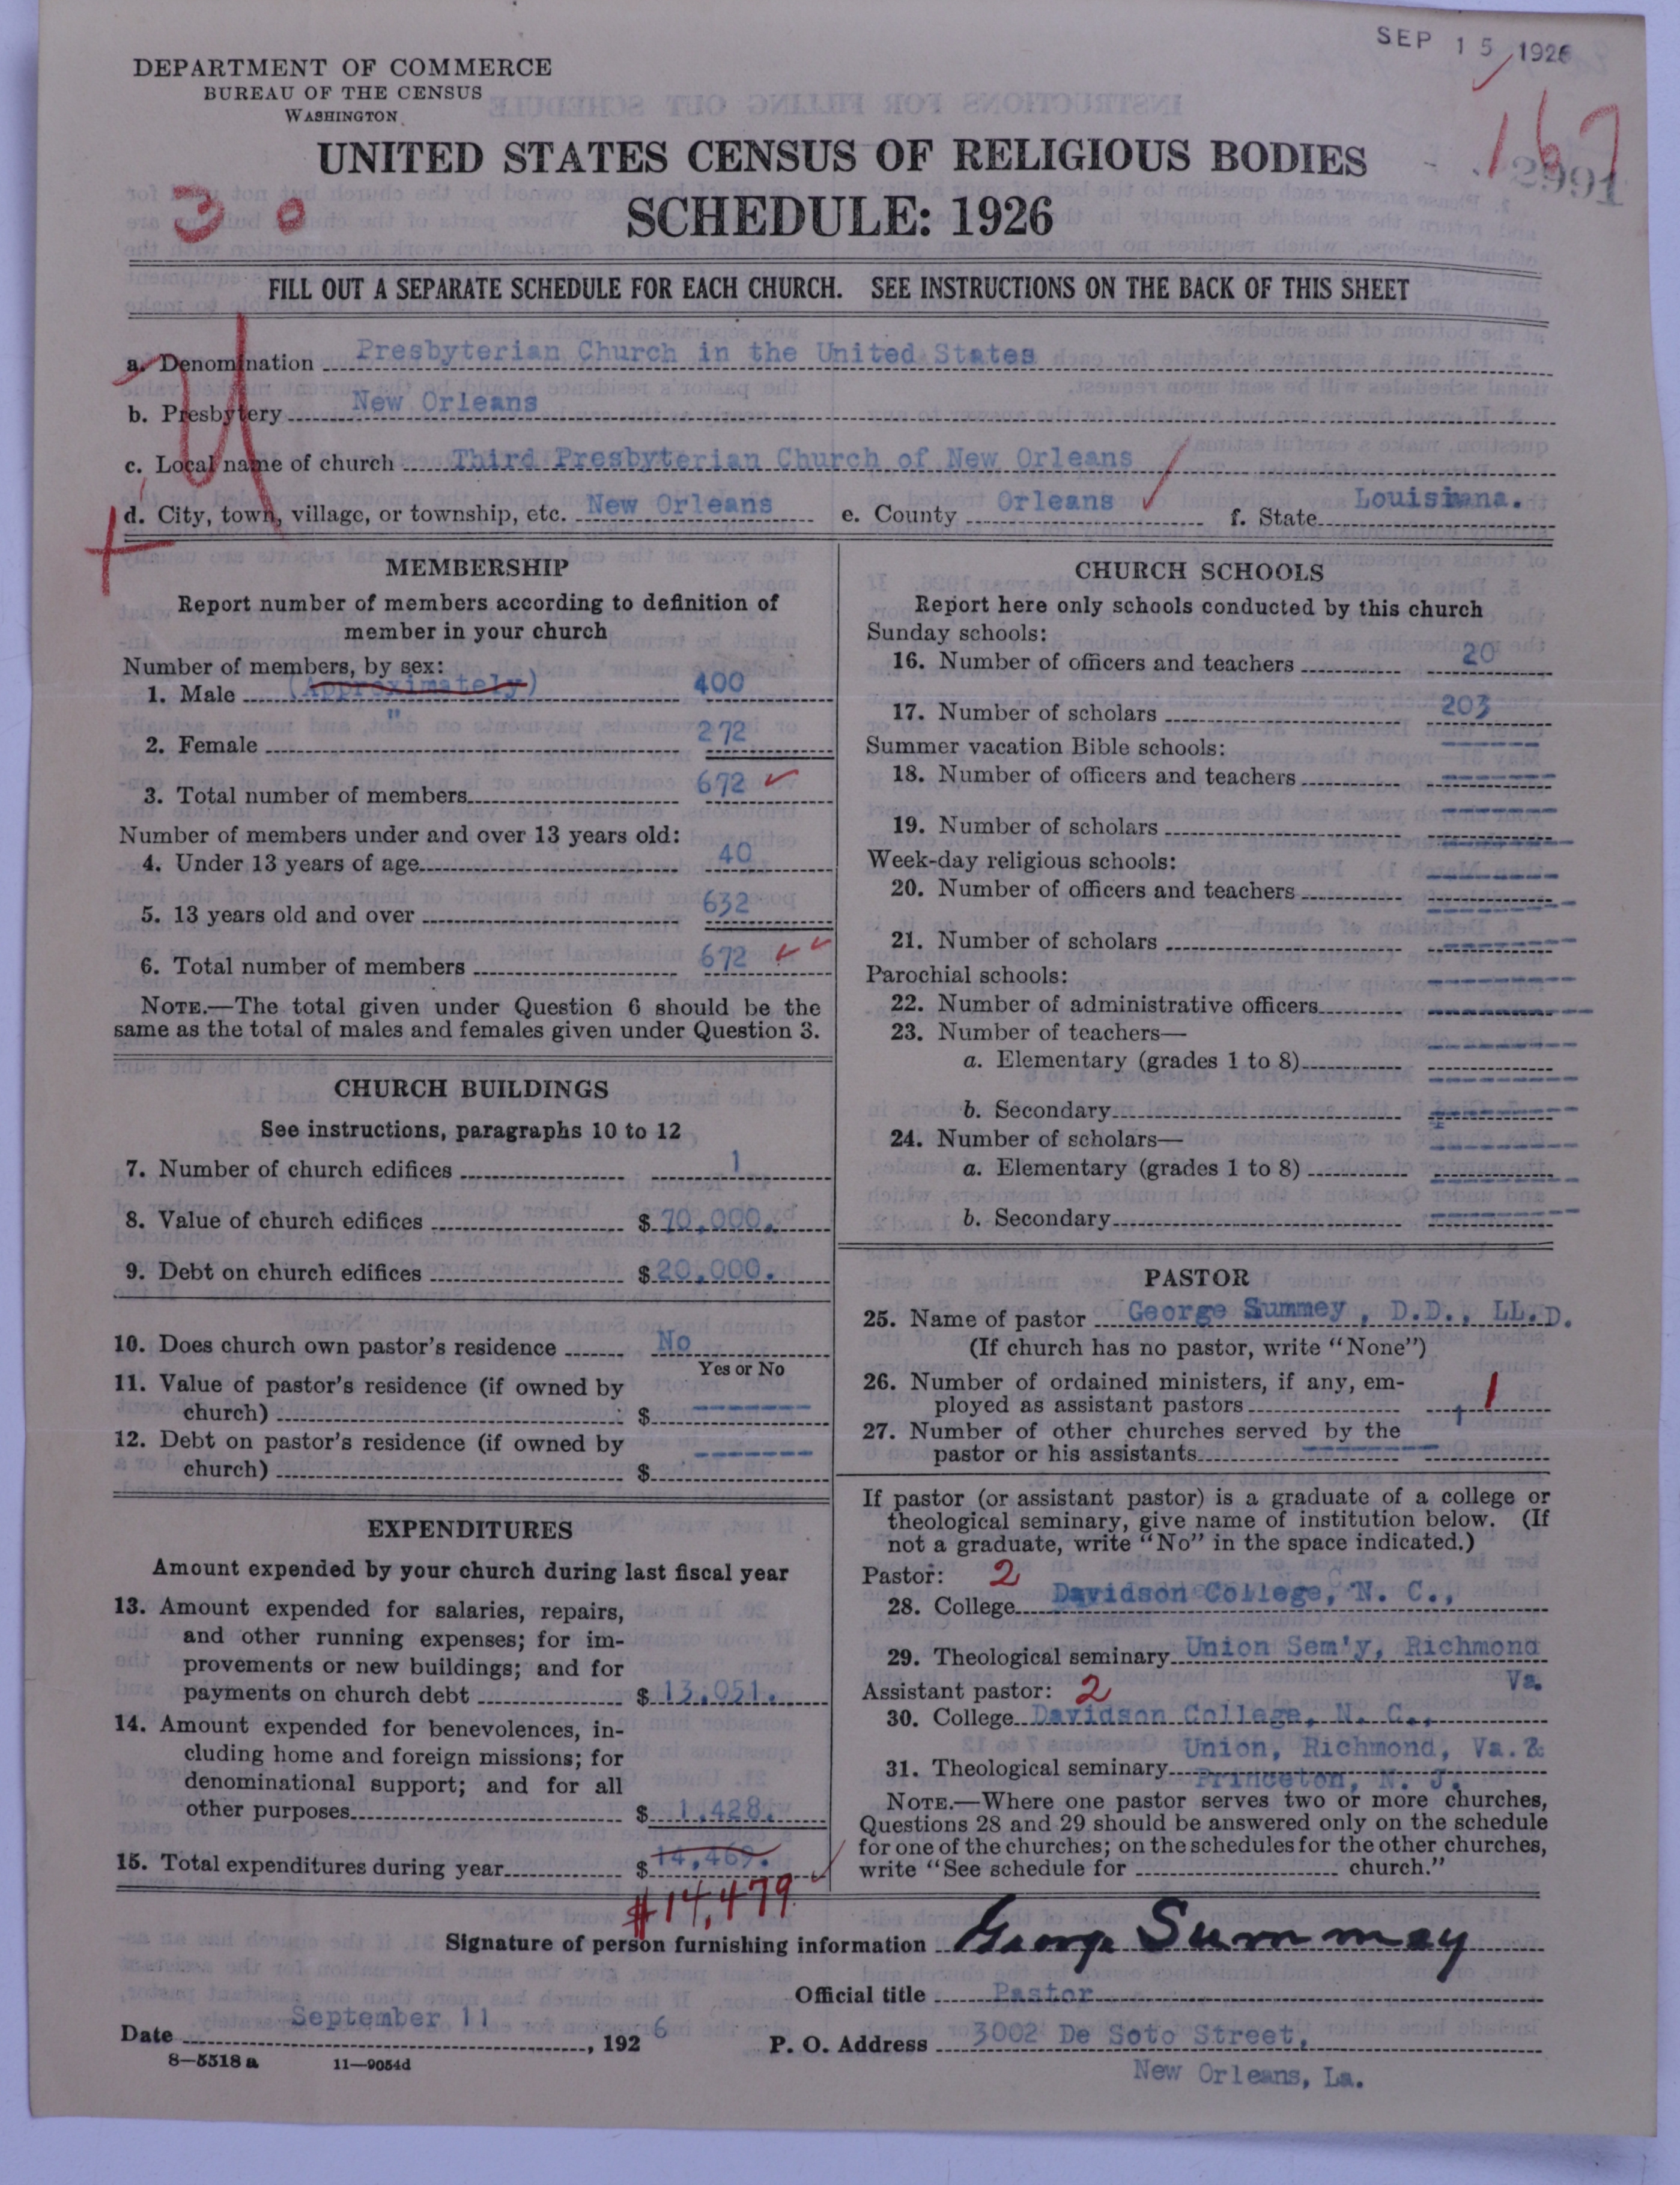 SEP 15 1926
DEPARTMENT OF COMMERCE
BUREAU OF THE CENSUS
WASHINGTON
167
2991
UNITED STATES CENSUS OF RELIGIOUS BODIES
30
SCHEDULE: 1926
FILL OUT A SEPARATE SCHEDULE FOR EACH CHURCH. SEE INSTRUCTIONS ON THE BACK OF THIS SHEET
a. Denomination Presbyterian Church in the United States
b. Presbytery New Orleans
c. Local name of church Third Presbyterian Church of New Orleans
d. City, town, village, or township, etc. New Orleans e. County Orleans f. State Louisiana.
MEMBERSHIP
Report number of members according to definition of
member in your church
Number of members, by sex:
1. Male (Approximately) 400
2. Female " 272
3. Total number of members 672
Number of members under and over 13 years old:
4. Under 13 years of age 40
5. 13 years old and over 632
6. Total number of members 672
NOTE.—The total given under Question 6 should be the
same as the total of males and females given under Question 3.
CHURCH BUILDINGS
See instructions, paragraphs 10 to 12
7. Number of church edifices 1
8. Value of church edifices $ 70,000.
9. Debt on church edifices $ 20,000.
10. Does church own pastor's residence No
Yes or No
11. Value of pastor's residence (if owned by
church) $ -----
12. Debt on pastor's residence (if owned by
church) $ -----
EXPENDITURES
Amount expended by your church during last fiscal year
13. Amount expended for salaries, repairs,
and other running expenses; for im-
provements or new buildings; and for
payments on church debt $ 13,051.
14. Amount expended for benevolences, in-
cluding home and foreign missions; for
denominational support; and for all
other purposes $ 1,428.
15. Total expenditures during year $ 14,469.
$14,479
CHURCH SCHOOLS
Report here only schools conducted by this church
Sunday schools:
16. Number of officers and teachers 20
17. Number of scholars 203
Summer vacation Bible schools:
18. Number of officers and teachers
19. Number of scholars
Week-day religious schools:
20. Number of officers and teachers
21. Number of scholars
Parochial schools:
22. Number of administrative officers
23. Number of teachers—
a. Elementary (grades 1 to 8)
b. Secondary
24. Number of scholars—
a. Elementary (grades 1 to 8)
b. Secondary
PASTOR
25. Name of pastor George Summey, D.D., LL.D.
(If church has no pastor, write "None")
26. Number of ordained ministers, if any, em-
ployed as assistant pastors 1
27. Number of other churches served by the
pastor or his assistants
If pastor (or assistant pastor) is a graduate of a college or
theological seminary, give name of institution below. (If
not a graduate, write "No" in the space indicated.)
Pastor: 2
28. College Davidson College, N. C.,
29. Theological seminary Union Sem'y, Richmond
Va.
Assistant pastor: 2
30. College Davidson College, N. C.,
31. Theological seminary Union, Richmond, Va. &
Princeton, N. J.
NOTE.—Where one pastor serves two or more churches,
Questions 28 and 29 should be answered only on the schedule
for one of the churches; on the schedules for the other churches,
write "See schedule for church."
Signature of person furnishing information George Summey
Official title Pastor
Date September 11, 1926 P. O. Address 3002 De Soto Street,
8—5518 a 11—9054d
New Orleans, La.